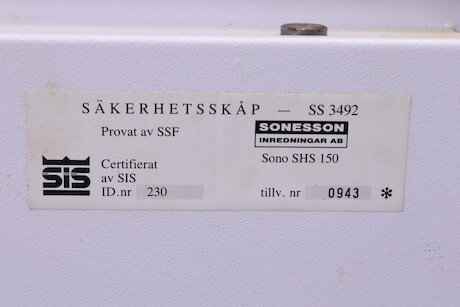 SÄKERHETSSKÅP — SS 3492
Provat av SSF
SONESSON
INREDNINGAR AB
SIS
Certifierat
av SIS
ID.nr 230
Sono SHS 150
tillv. nr 0943 *